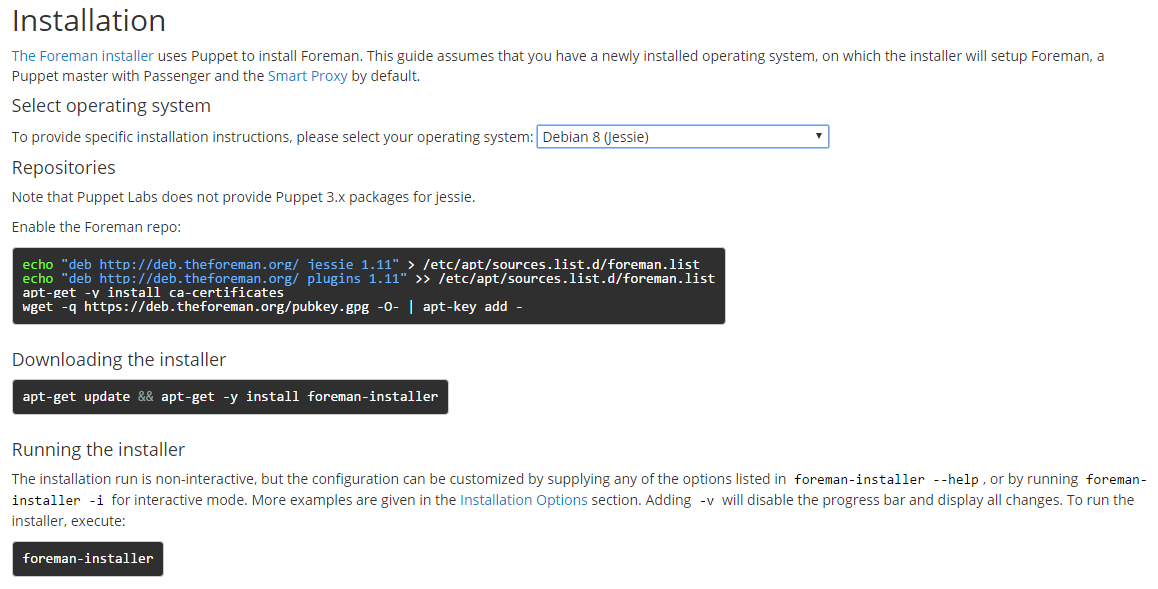 Installation
The Foreman installer uses Puppet to install Foreman. This guide assumes that you have a newly installed operating system, on which the installer will setup Foreman, a
Puppet master with Passenger and the Smart Proxy by default.
Select operating system
To provide specific installation instructions, please select your operating system: Debian 8 (Jessie)
Repositories
Note that Puppet Labs does not provide Puppet 3.x packages for jessie.
Enable the Foreman repo:
echo "deb http://deb.theforeman.org/ jessie 1.11" > /etc/apt/sources.list.d/foreman.list
echo "deb http://deb.theforeman.org/ plugins 1.11" >> /etc/apt/sources.list.d/foreman.list
apt-get -y install ca-certificates
wget -q https://deb.theforeman.org/pubkey.gpg -O- | apt-key add -
Downloading the installer
apt-get update && apt-get -y install foreman-installer
Running the installer
The installation run is non-interactive, but the configuration can be customized by supplying any of the options listed in foreman-installer --help, or by running foreman-
installer -i for interactive mode. More examples are given in the Installation Options section. Adding -v will disable the progress bar and display all changes. To run the
installer, execute:
foreman-installer